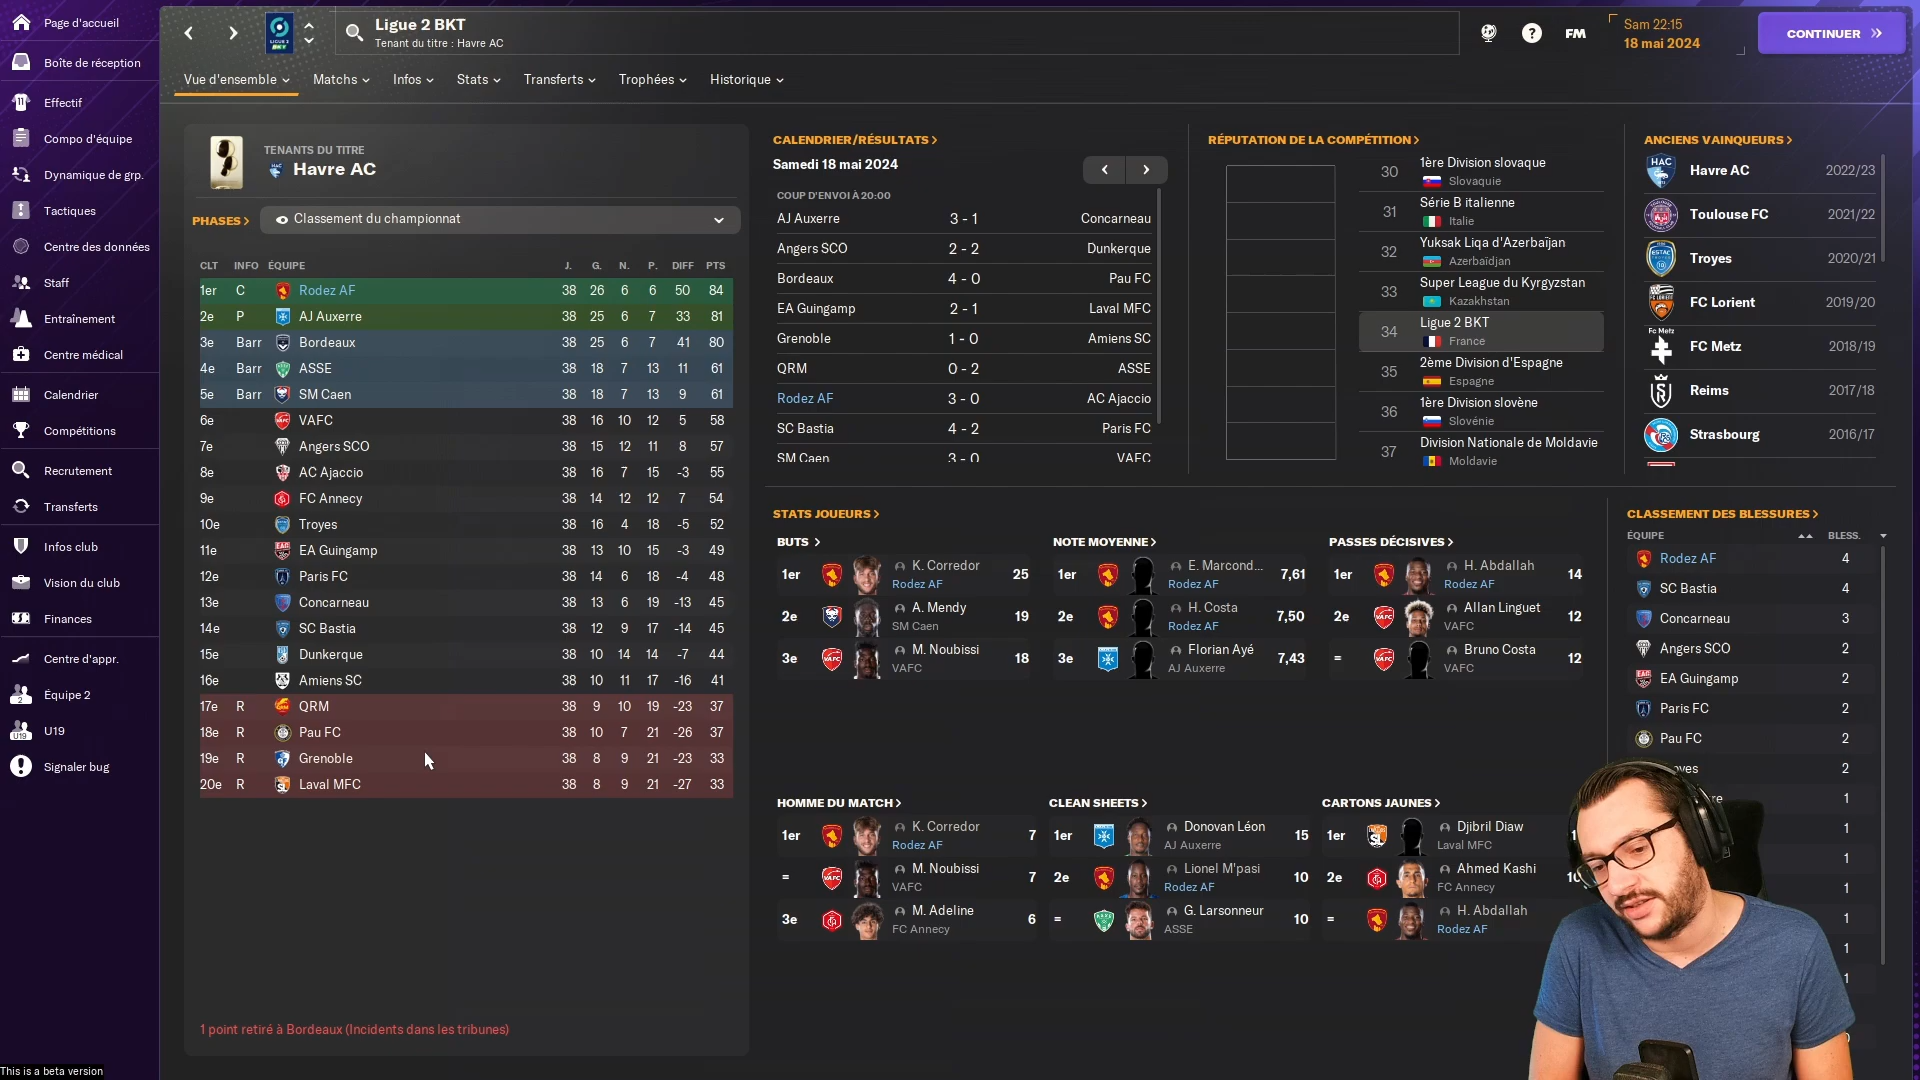 Page d'accueil
Boîte de réception
Effectif
Compo d'équipe
Dynamique de grp.
Tactiques
Centre des données
Staff
Entraînement
Centre médical
Calendrier
Compétitions
Recrutement
Transferts
Infos club
Vision du club
Finances
Centre d'appr.
Équipe 2
U19
Signaler bug
This is a beta version
Ligue 2 BKT
Tenant du titre : Havre AC
FM
Sam 22:15
18 mai 2024
CONTINUER
Vue d'ensemble
Matchs
Infos
Stats
Transferts
Trophées
Historique
TENANTS DU TITRE
Havre AC
PHASES
Classement du championnat
CLT INFO ÉQUIPE J. G. N. P. DIFF PTS
1er C Rodez AF 38 26 6 6 50 84
2e P AJ Auxerre 38 25 6 7 33 81
3e Barr Bordeaux 38 25 6 7 41 80
4e Barr ASSE 38 18 7 13 11 61
5e Barr SM Caen 38 18 7 13 9 61
6e VAFC 38 16 10 12 5 58
7e Angers SCO 38 15 12 11 8 57
8e AC Ajaccio 38 16 7 15 -3 55
9e FC Annecy 38 14 12 12 7 54
10e Troyes 38 16 4 18 -5 52
11e EA Guingamp 38 13 10 15 -3 49
12e Paris FC 38 14 6 18 -4 48
13e Concarneau 38 13 6 19 -13 45
14e SC Bastia 38 12 9 17 -14 45
15e Dunkerque 38 10 14 14 -7 44
16e Amiens SC 38 10 11 17 -16 41
17e R QRM 38 9 10 19 -23 37
18e R Pau FC 38 10 7 21 -26 37
19e R Grenoble 38 8 9 21 -23 33
20e R Laval MFC 38 8 9 21 -27 33
1 point retiré à Bordeaux (Incidents dans les tribunes)
CALENDRIER/RÉSULTATS
Samedi 18 mai 2024
COUP D'ENVOI À 20:00
AJ Auxerre 3 - 1 Concarneau
Angers SCO 2 - 2 Dunkerque
Bordeaux 4 - 0 Pau FC
EA Guingamp 2 - 1 Laval MFC
Grenoble 1 - 0 Amiens SC
QRM 0 - 2 ASSE
Rodez AF 3 - 0 AC Ajaccio
SC Bastia 4 - 2 Paris FC
SM Caen 3 - 0 VAFC
RÉPUTATION DE LA COMPÉTITION
30 1ère Division slovaque
Slovaquie
31 Série B italienne
Italie
32 Yuksak Liqa d'Azerbaïjan
Azerbaïdjan
33 Super League du Kyrgyzstan
Kazakhstan
34 Ligue 2 BKT
France
35 2ème Division d'Espagne
Espagne
36 1ère Division slovène
Slovénie
37 Division Nationale de Moldavie
Moldavie
ANCIENS VAINQUEURS
Havre AC 2022/23
Toulouse FC 2021/22
Troyes 2020/21
FC Lorient 2019/20
FC Metz 2018/19
Reims 2017/18
Strasbourg 2016/17
STATS JOUEURS
BUTS
1er K. Corredor 25
Rodez AF
2e A. Mendy 19
SM Caen
3e M. Noubissi 18
VAFC
NOTE MOYENNE
1er E. Marcond... 7,61
Rodez AF
2e H. Costa 7,50
Rodez AF
3e Florian Ayé 7,43
AJ Auxerre
PASSES DÉCISIVES
1er H. Abdallah 14
Rodez AF
2e Allan Linguet 12
VAFC
= Bruno Costa 12
VAFC
HOMME DU MATCH
1er K. Corredor 7
Rodez AF
= M. Noubissi 7
VAFC
3e M. Adeline 6
FC Annecy
CLEAN SHEETS
1er Donovan Léon 15
AJ Auxerre
2e Lionel M'pasi 10
Rodez AF
= G. Larsonneur 10
ASSE
CARTONS JAUNES
1er Djibril Diaw
Laval MFC
2e Ahmed Kashi
FC Annecy
= H. Abdallah
Rodez AF
CLASSEMENT DES BLESSURES
ÉQUIPE BLESS.
Rodez AF 4
SC Bastia 4
Concarneau 3
Angers SCO 2
EA Guingamp 2
Paris FC 2
Pau FC 2
2
1
1
1
1
1
1
1